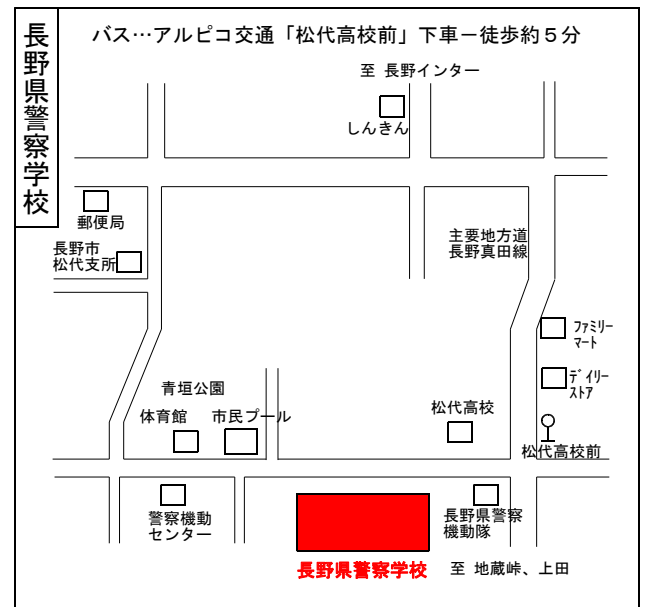 長野県警察学校
バス…アルピコ交通「松代高校前」下車－徒歩約５分
至 長野インター
しんきん
郵便局
長野市
松代支所
主要地方道
長野真田線
ﾌｧﾐﾘｰ
ﾏｰﾄ
ﾃﾞｲﾘｰ
ｽﾄｱ
青垣公園
体育館
市民プール
松代高校
松代高校前
警察機動
センター
長野県警察
機動隊
長野県警察学校
至 地蔵峠、上田